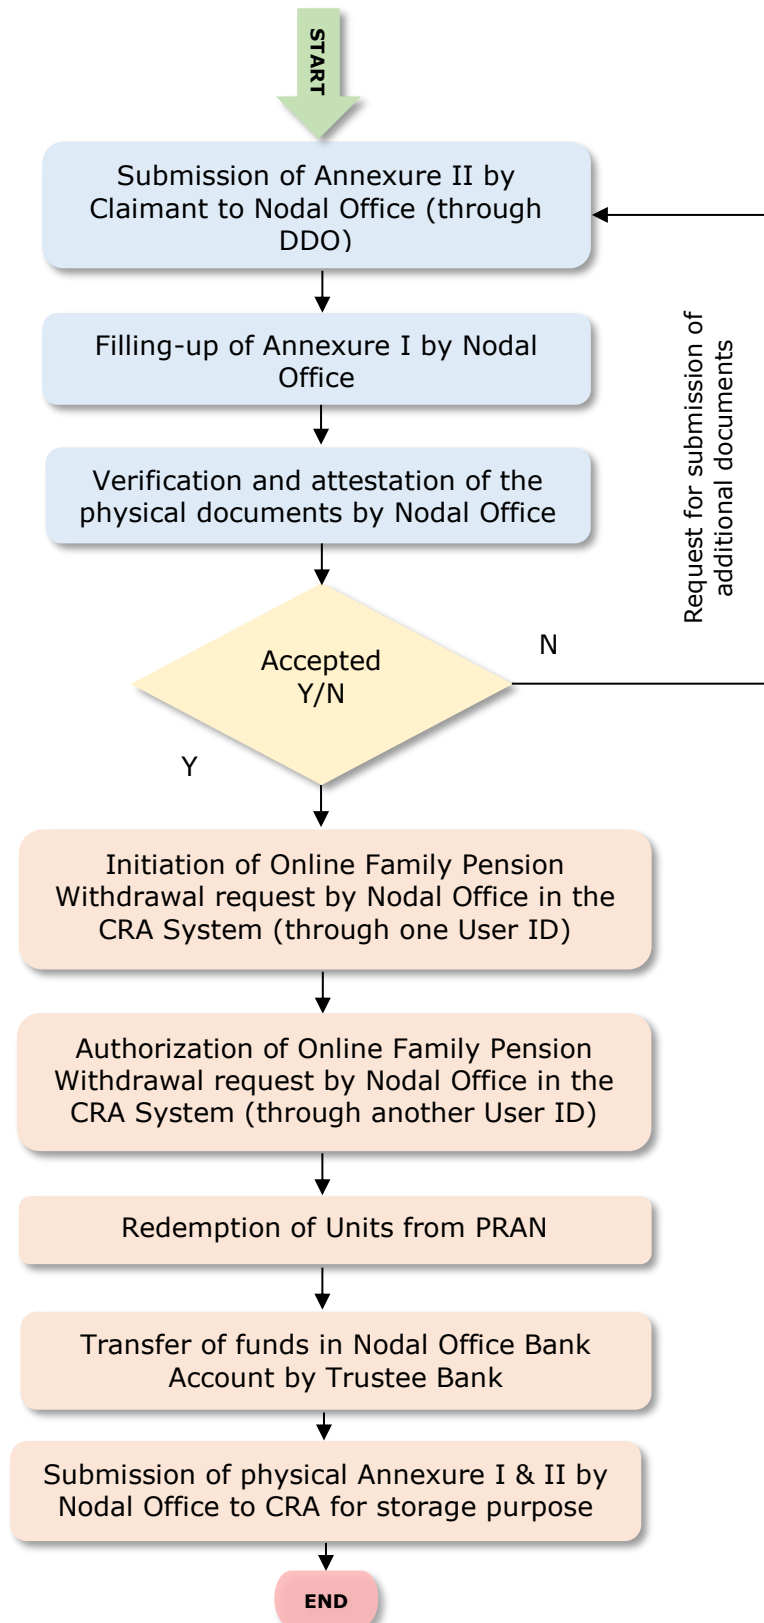 START
Submission of Annexure II by
Claimant to Nodal Office (through
DDO)
Filling-up of Annexure I by Nodal
Office
Verification and attestation of the
physical documents by Nodal Office
Request for submission of
additional documents
Accepted
Y/N
N
Y
Initiation of Online Family Pension
Withdrawal request by Nodal Office in the
CRA System (through one User ID)
Authorization of Online Family Pension
Withdrawal request by Nodal Office in the
CRA System (through another User ID)
Redemption of Units from PRAN
Transfer of funds in Nodal Office Bank
Account by Trustee Bank
Submission of physical Annexure I & II by
Nodal Office to CRA for storage purpose
END